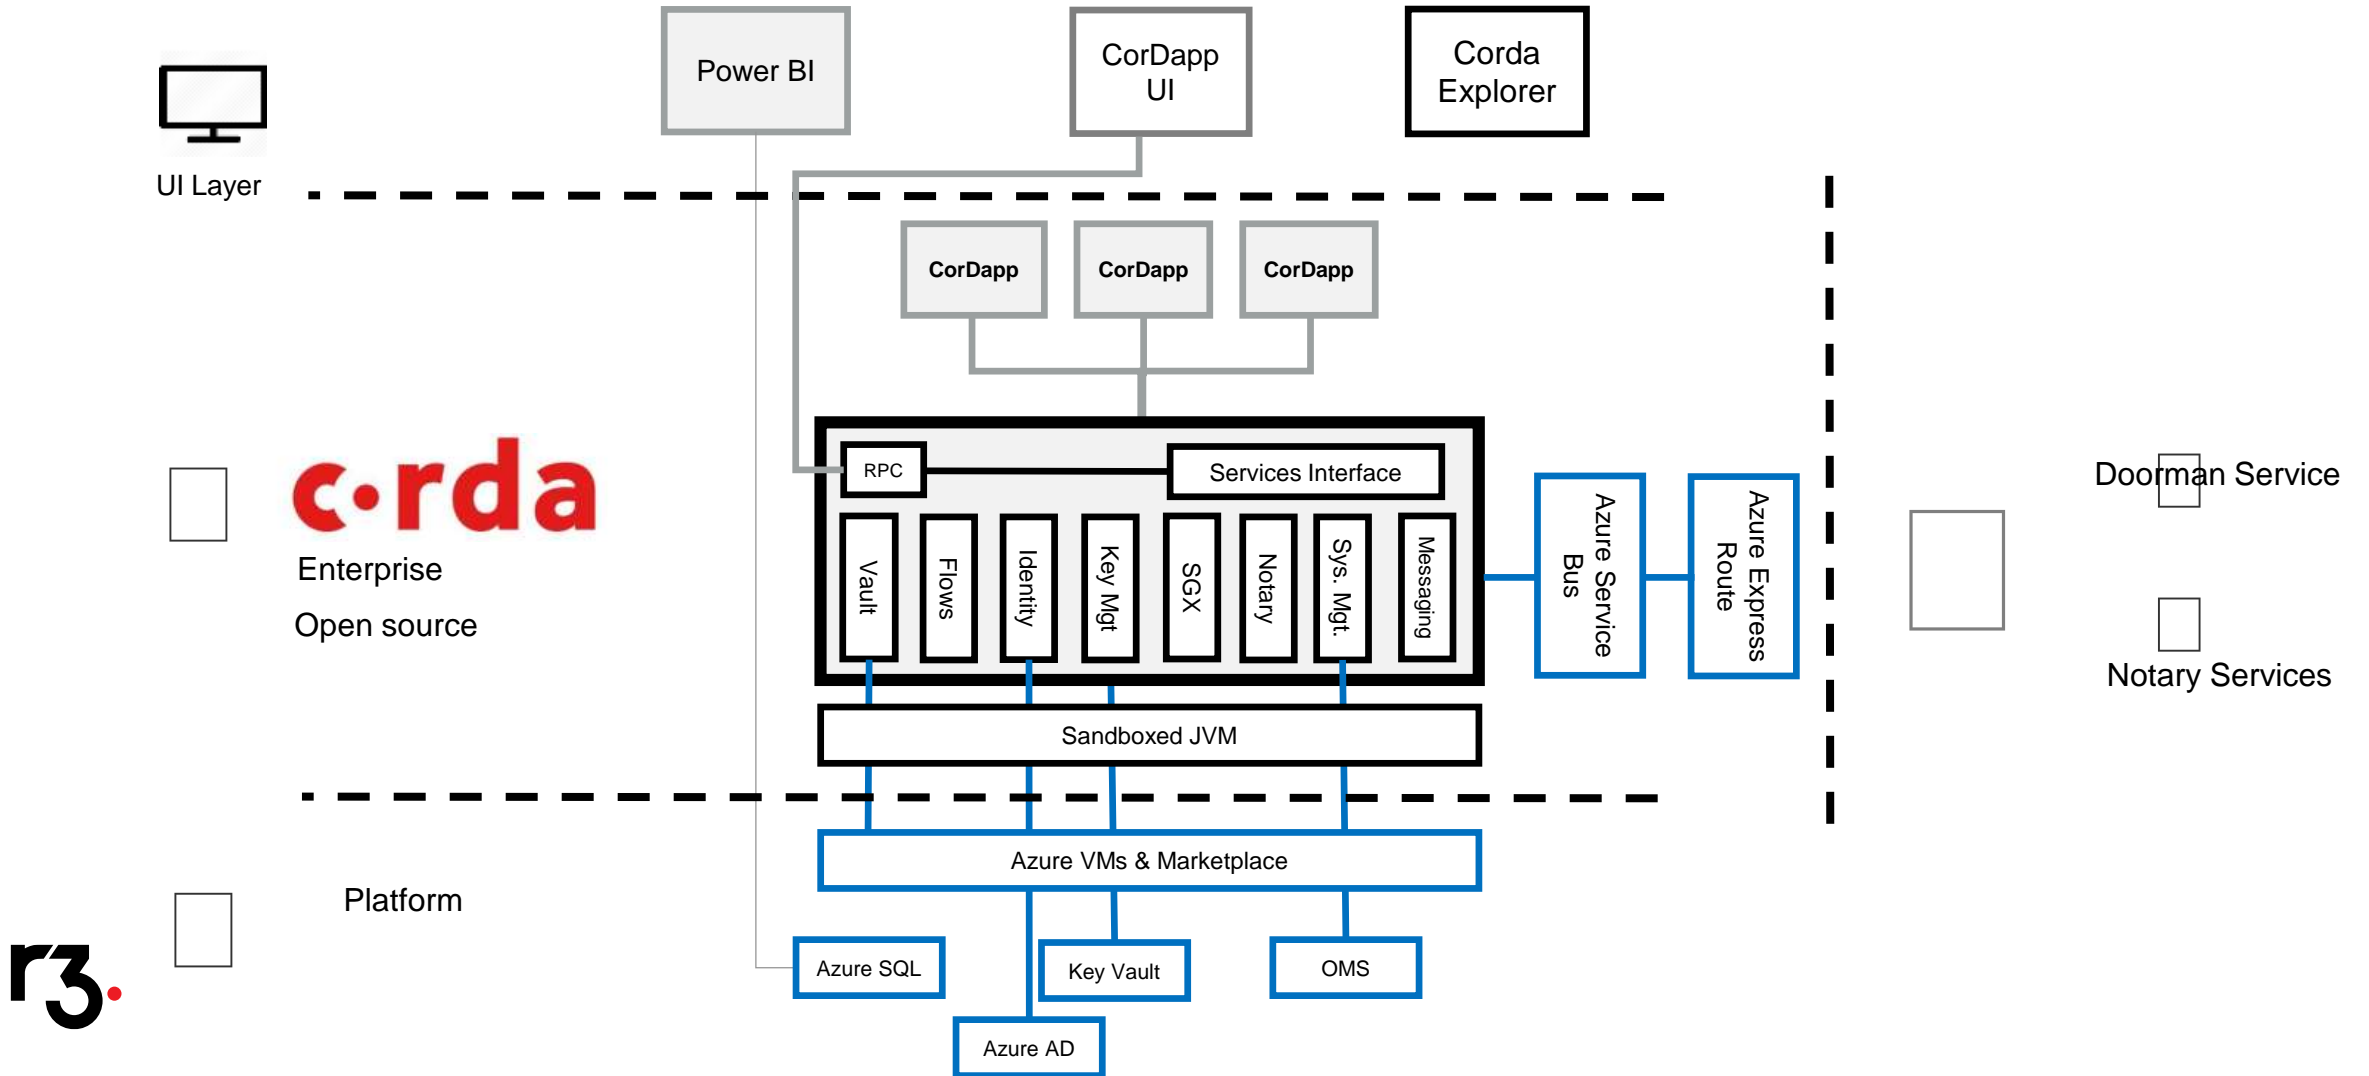 Power BI
CorDapp
UI
Corda
Explorer
UI Layer
CorDapp
CorDapp
CorDapp
c·rda
Enterprise
Open source
RPC
Services Interface
Vault
Flows
Identity
Key Mgt
SGX
Notary
Sys. Mgt.
Messaging
Azure Service
Bus
Azure Express
Route
Doorman Service
Notary Services
Sandboxed JVM
Azure VMs & Marketplace
Platform
Azure SQL
Key Vault
OMS
Azure AD
r3.